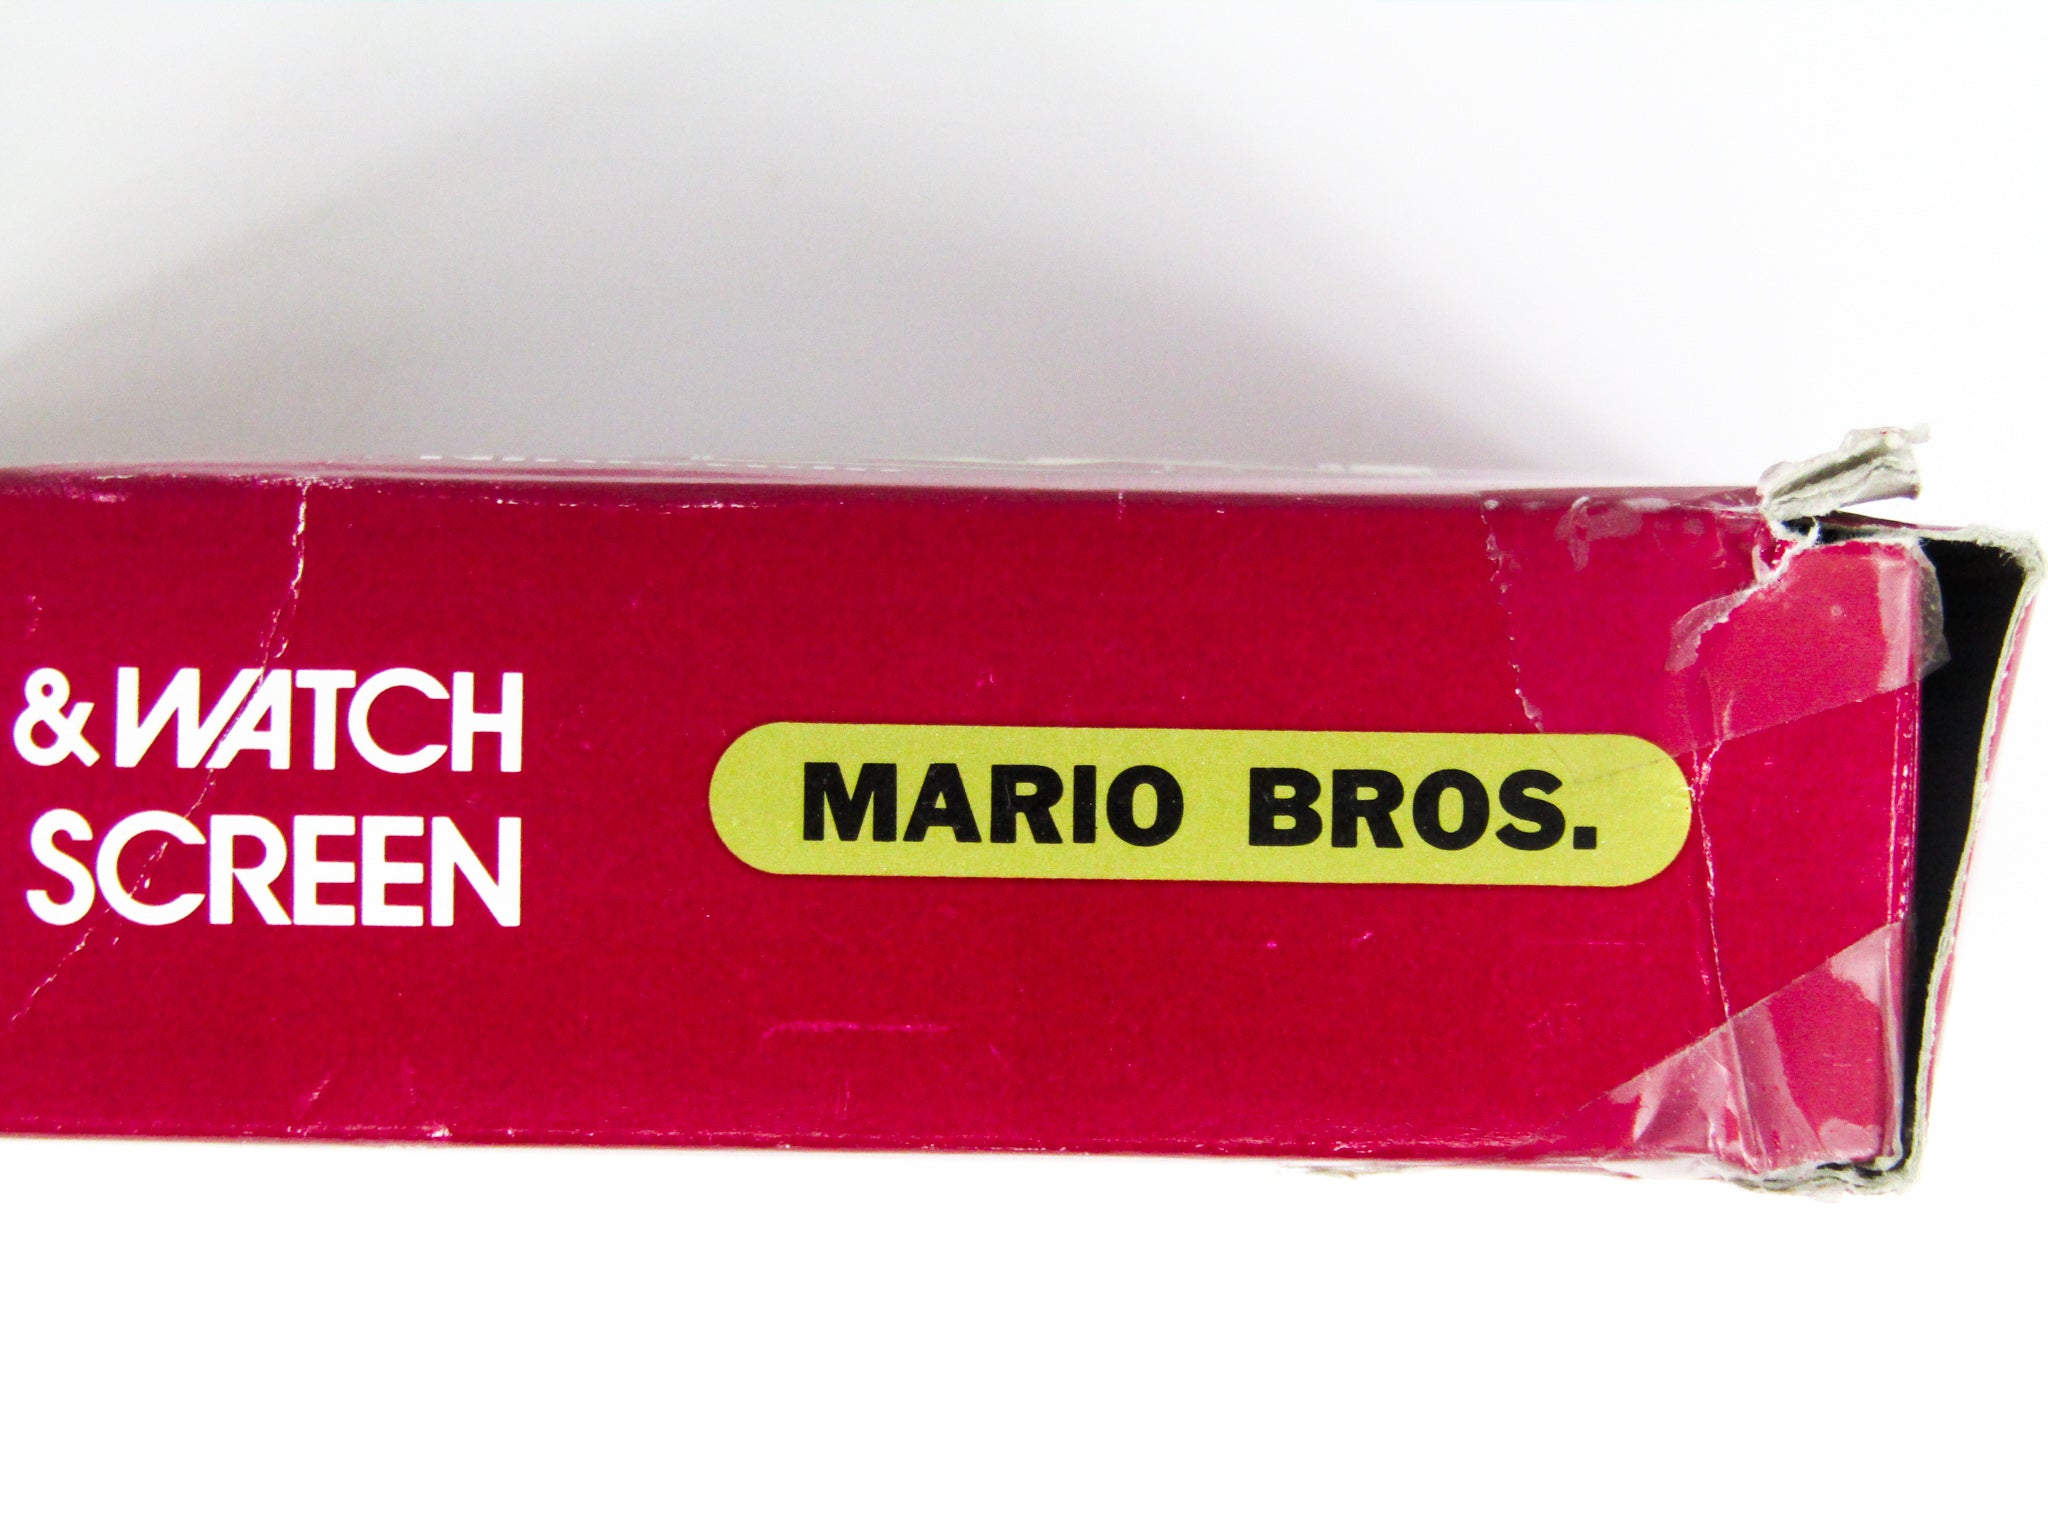 & WATCH
SCREEN
MARIO BROS.